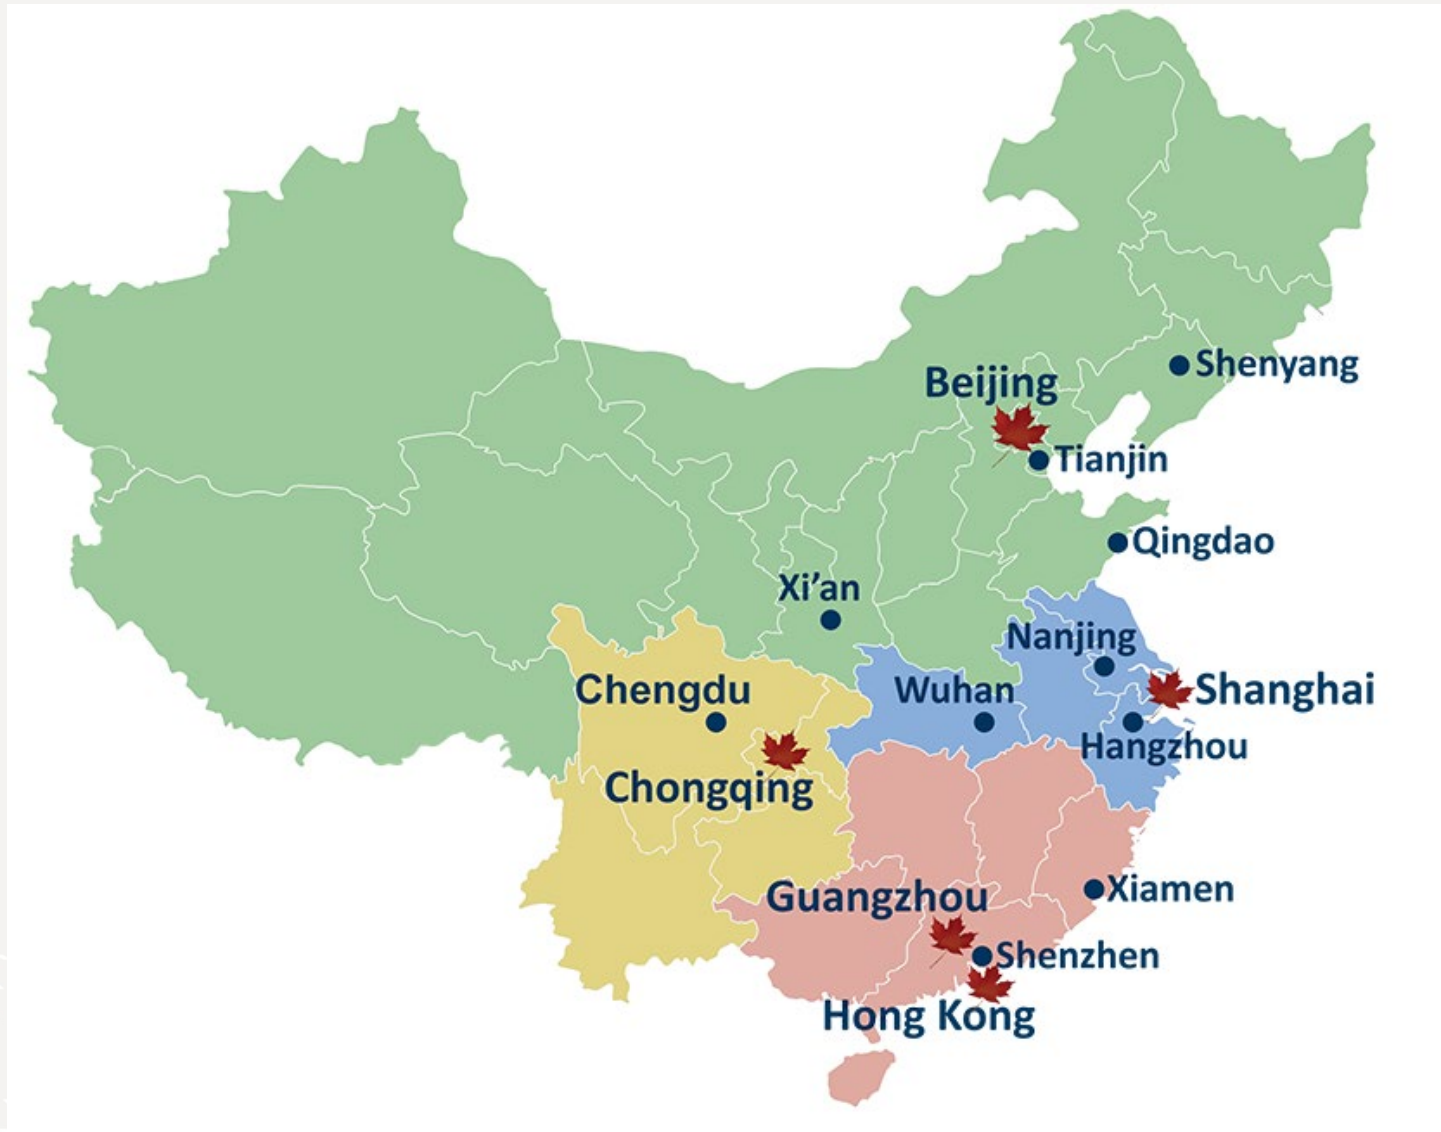 Shenyang
Beijing
Tianjin
Qingdao
Xi’an
Nanjing
Chengdu
Wuhan
Shanghai
Hangzhou
Chongqing
Guangzhou
Xiamen
Shenzhen
Hong Kong